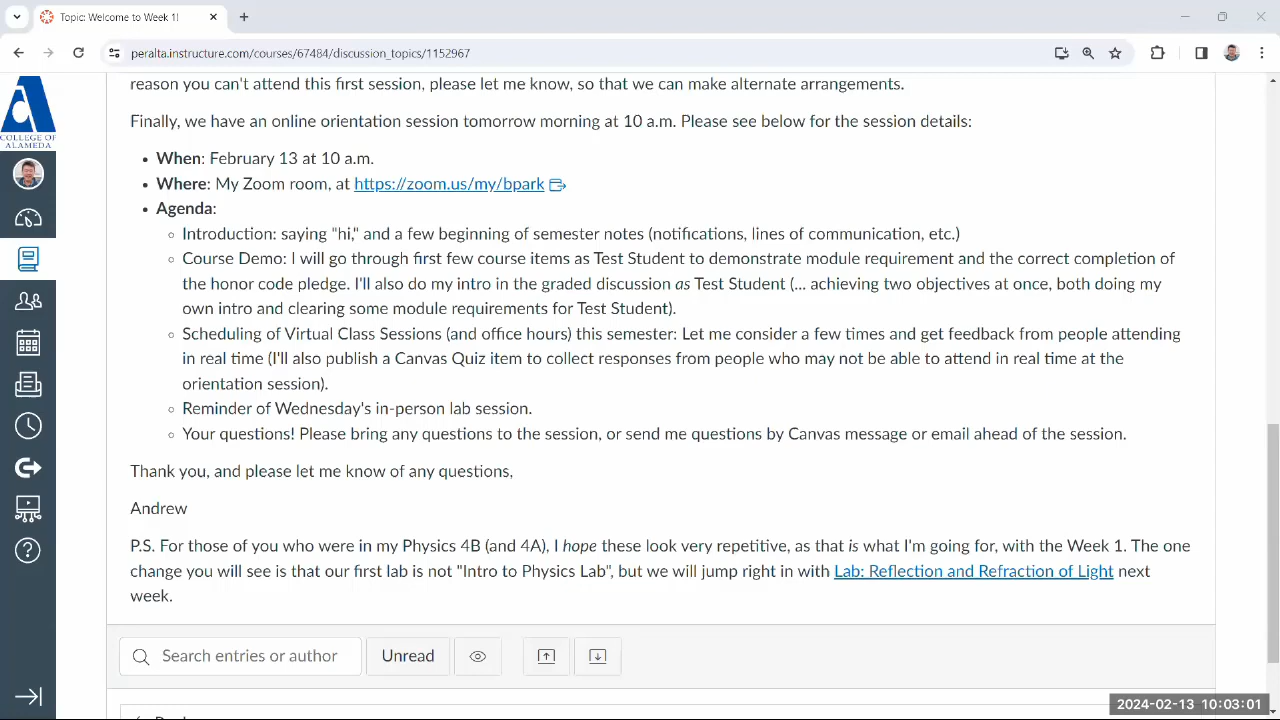 Topic: Welcome to Week 1!
peralta.instructure.com/courses/67484/discussion_topics/1152967
COLLEGE OF
ALAMEDA
reason you can't attend this first session, please let me know, so that we can make alternate arrangements.
Finally, we have an online orientation session tomorrow morning at 10 a.m. Please see below for the session details:
• When: February 13 at 10 a.m.
• Where: My Zoom room, at https://zoom.us/my/bpark
• Agenda:
◦ Introduction: saying "hi," and a few beginning of semester notes (notifications, lines of communication, etc.)
◦ Course Demo: I will go through first few course items as Test Student to demonstrate module requirement and the correct completion of
the honor code pledge. I'll also do my intro in the graded discussion as Test Student (... achieving two objectives at once, both doing my
own intro and clearing some module requirements for Test Student).
◦ Scheduling of Virtual Class Sessions (and office hours) this semester: Let me consider a few times and get feedback from people attending
in real time (I'll also publish a Canvas Quiz item to collect responses from people who may not be able to attend in real time at the
orientation session).
◦ Reminder of Wednesday's in-person lab session.
◦ Your questions! Please bring any questions to the session, or send me questions by Canvas message or email ahead of the session.
Thank you, and please let me know of any questions,
Andrew
P.S. For those of you who were in my Physics 4B (and 4A), I hope these look very repetitive, as that is what I'm going for, with the Week 1. The one
change you will see is that our first lab is not "Intro to Physics Lab", but we will jump right in with Lab: Reflection and Refraction of Light next
week.
Search entries or author
Unread
2024-02-13 10:03:01